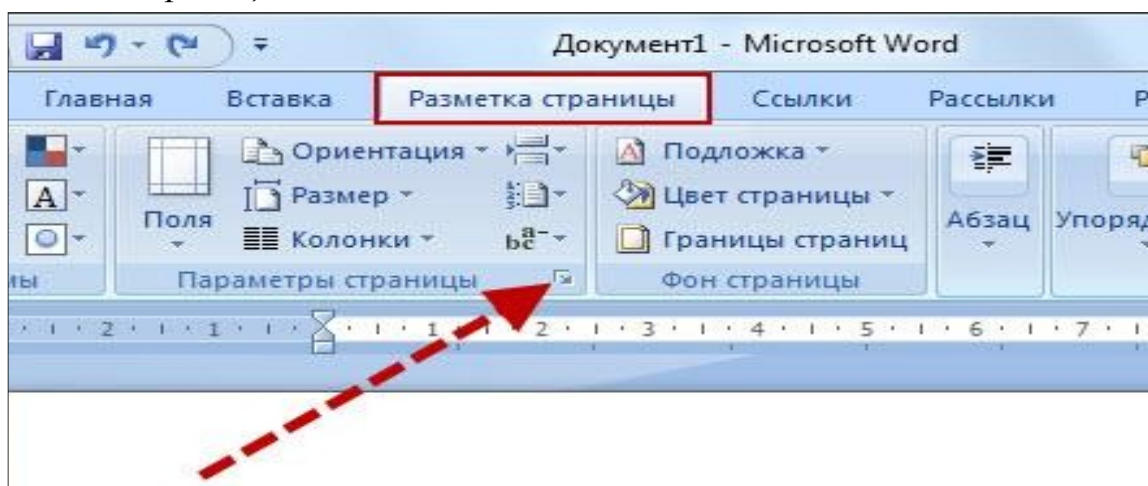 Документ1 - Microsoft Word
Главная Вставка Разметка страницы Ссылки Рассылки Р
Ориентация Подложка
A Размер Цвет страницы
Поля Колонки Границы страниц Абзац Упоряд
Параметры страницы Фон страницы
2 1 1 2 3 4 5 6 7